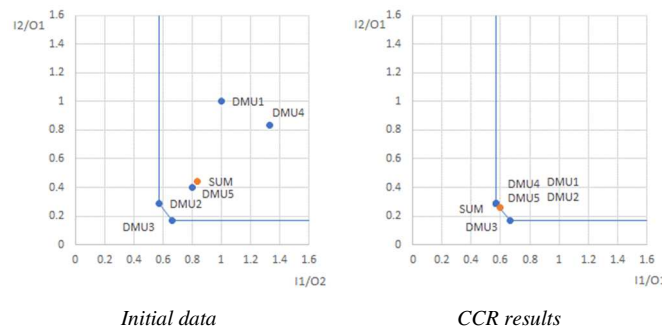 I2/O1
1.6
1.4
1.2
1
0.8
0.6
0.4
0.2
0
DMU1
DMU4
SUM
DMU5
DMU2
DMU3
0 0.2 0.4 0.6 0.8 1 1.2 1.4 1.6
I1/O2
Initial data
I2/O1
1.6
1.4
1.2
1
0.8
0.6
0.4
0.2
0
DMU4 DMU1
DMU5 DMU2
SUM
DMU3
0 0.2 0.4 0.6 0.8 1 1.2 1.4 1.6
I1/O1
CCR results